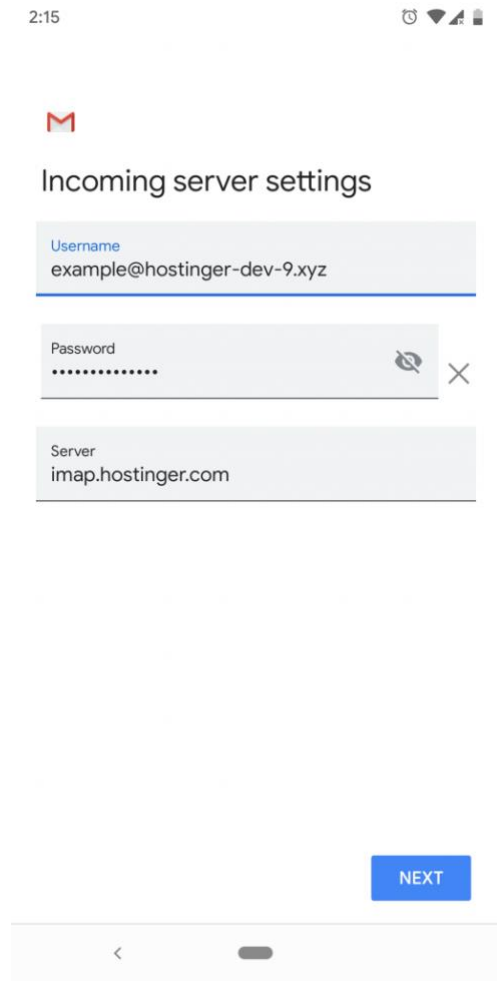 2:15
Incoming server settings
Username
example@hostinger-dev-9.xyz
Password
••••••••••••••
Server
imap.hostinger.com
NEXT